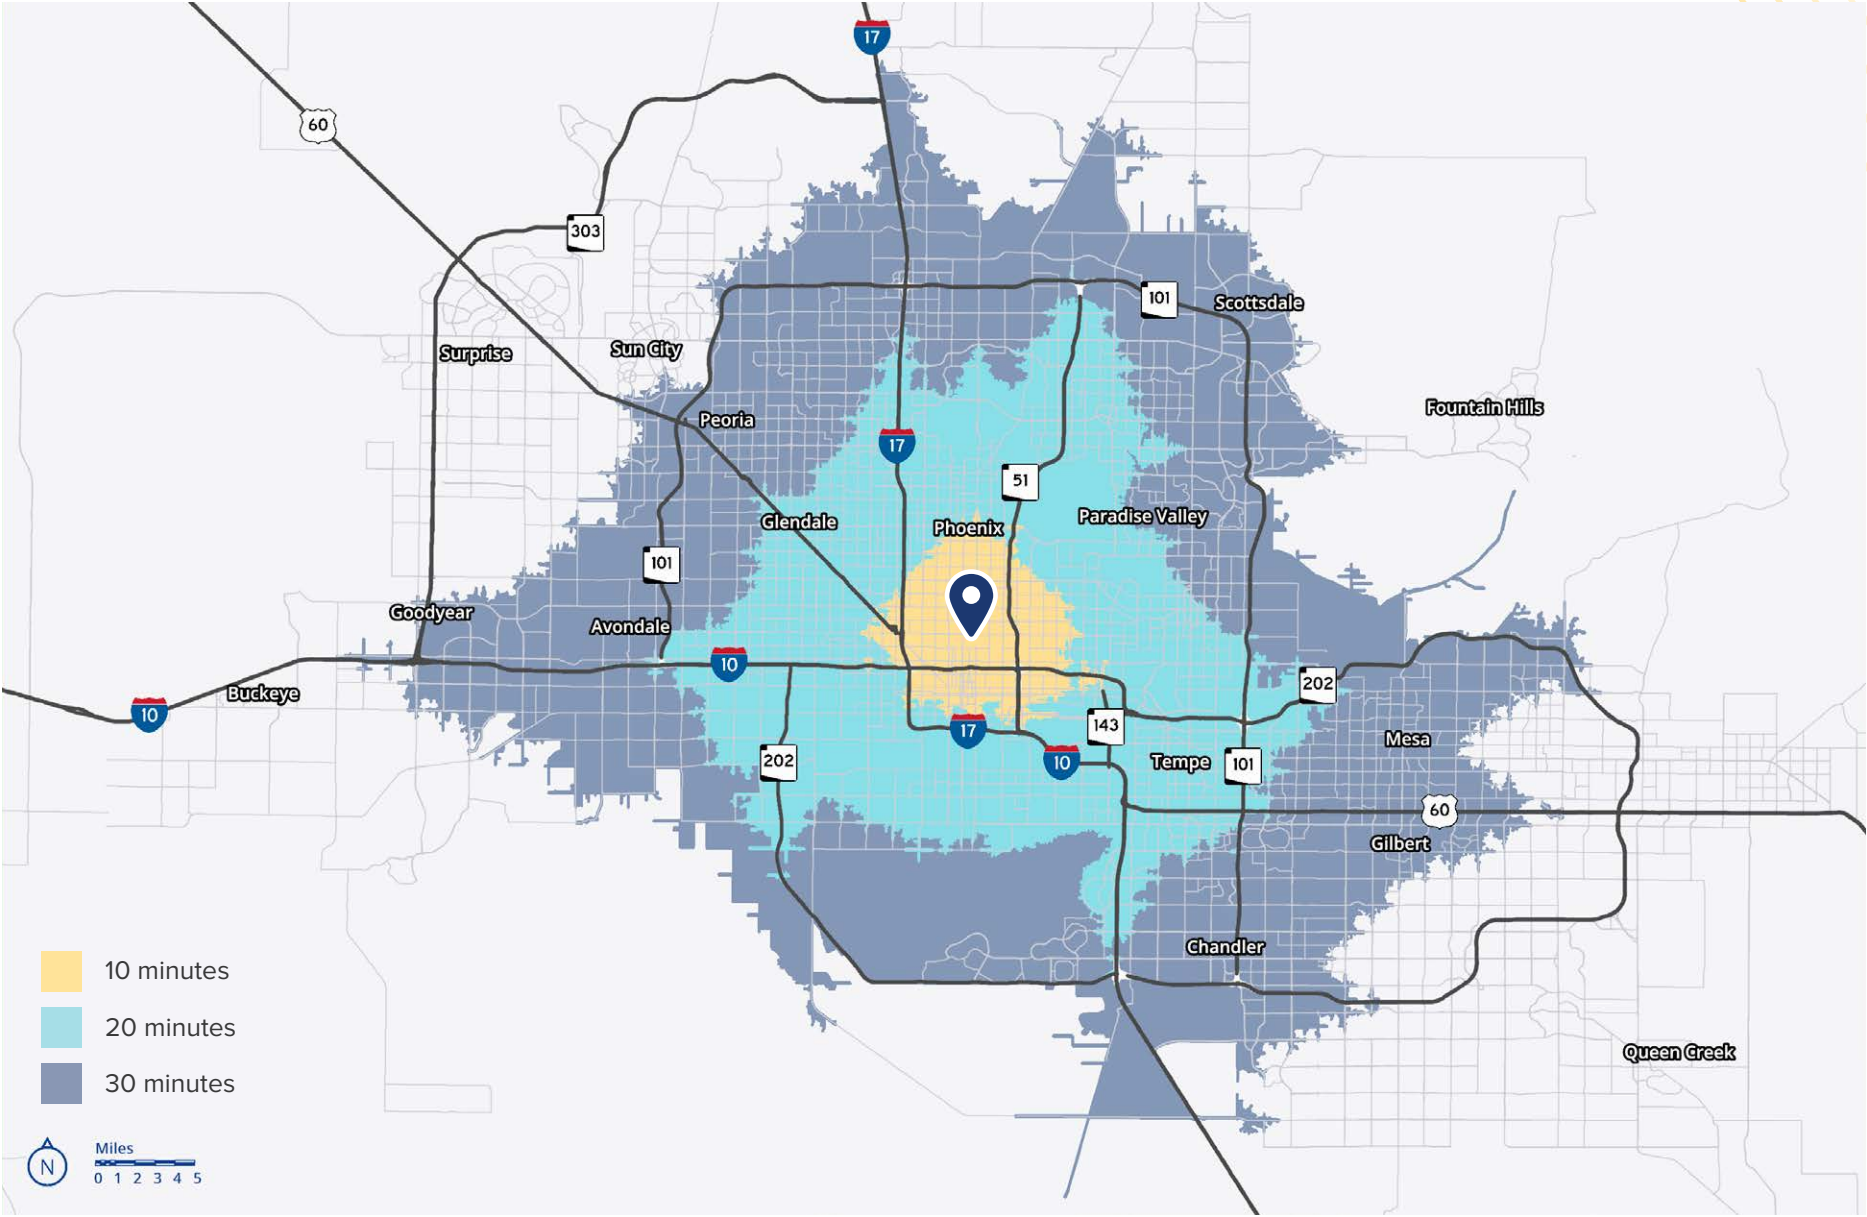 17
60
303
101
Scottsdale
Surprise
Sun City
Fountain Hills
Peoria
17
51
Glendale
Phoenix
Paradise Valley
101
Goodyear
Avondale
10
202
Buckeye
10
17
143
Mesa
202
10
Tempe
101
60
Gilbert
Chandler
10 minutes
20 minutes
30 minutes
Queen Creek
N
Miles
0 1 2 3 4 5